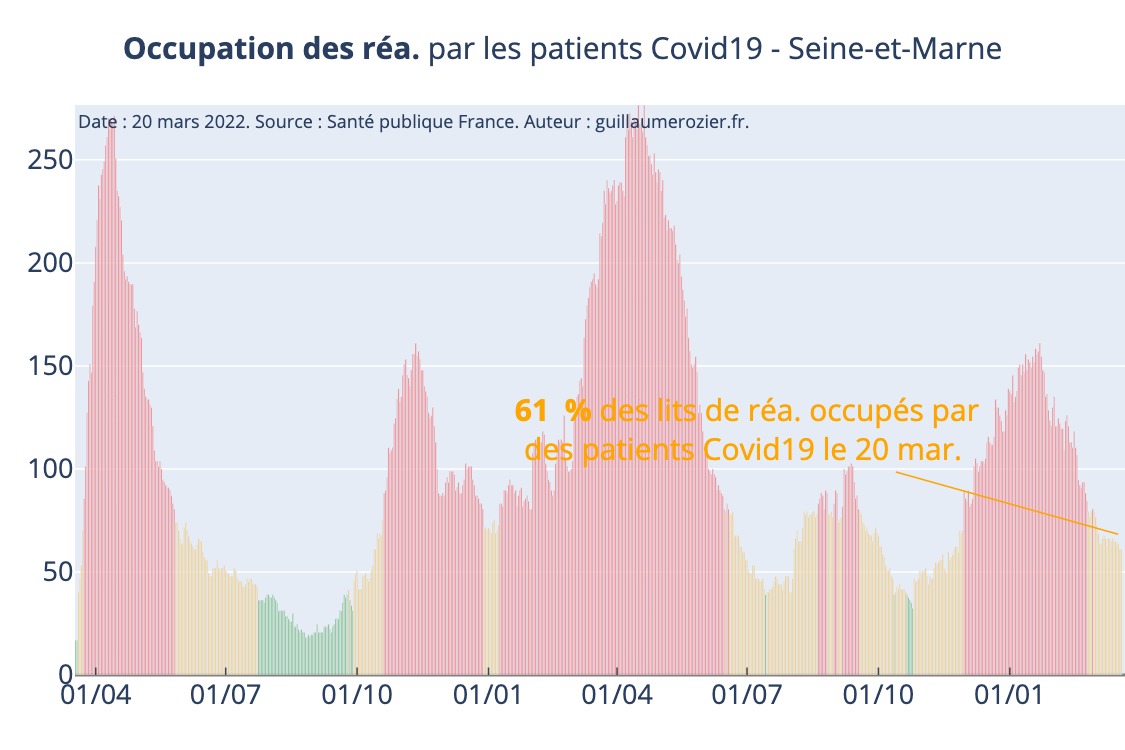 Occupation des réa. par les patients Covid19 - Seine-et-Marne
Date : 20 mars 2022. Source : Santé publique France. Auteur : guillaumerozier.fr.
250
200
150
61 % des lits de réa. occupés par
des patients Covid19 le 20 mar.
100
50
0
01/04 01/07 01/10 01/01 01/04 01/07 01/10 01/01